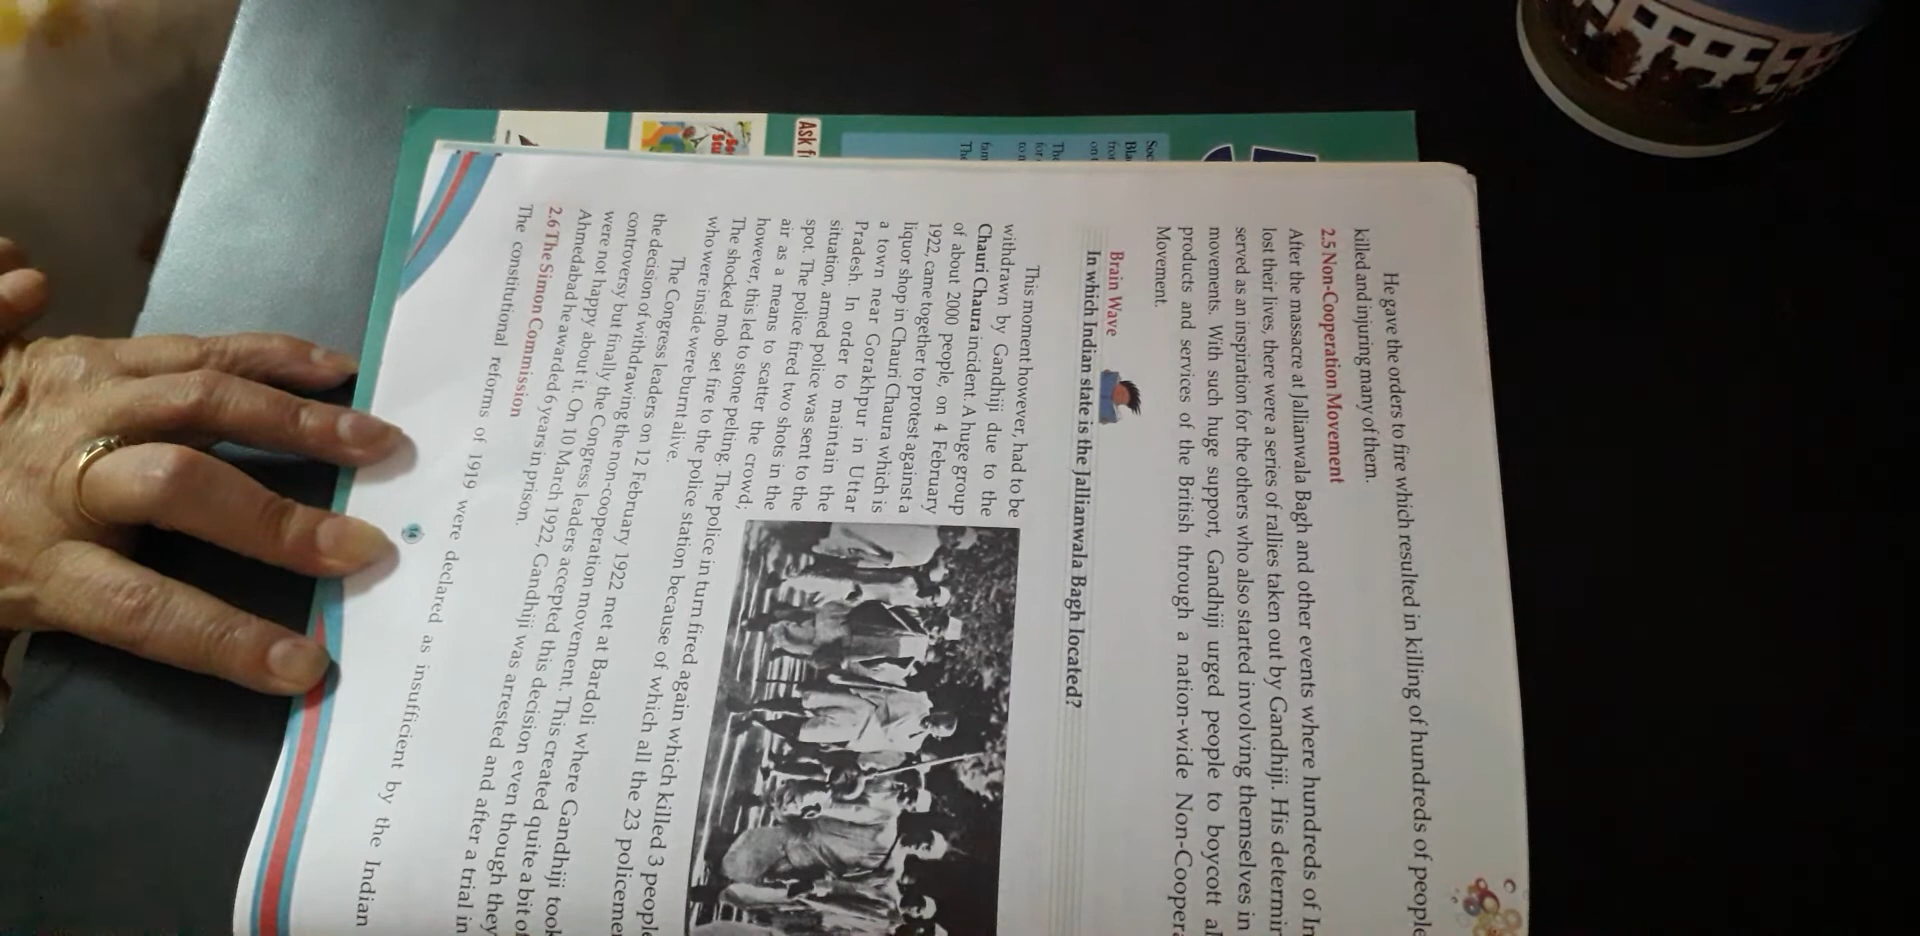 He gave the orders to fire which resulted in killing of hundreds of people
killed and injuring many of them.
2.5 Non-Cooperation Movement
After the massacre at Jallianwala Bagh and other events where hundreds of In
lost their lives, there were a series of rallies taken out by Gandhiji. His determin
served as an inspiration for the others who also started involving themselves in
movements. With such huge support, Gandhiji urged people to boycott al
products and services of the British through a nation-wide Non-Coopera
Movement.
Brain Wave
In which Indian state is the Jallianwala Bagh located?
This moment however, had to be
withdrawn by Gandhiji due to the
Chauri Chaura incident. A huge group
of about 2000 people, on 4 February
1922, came together to protest against a
liquor shop in Chauri Chaura which is
a town near Gorakhpur in Uttar
Pradesh. In order to maintain the
situation, armed police was sent to the
spot. The police fired two shots in the
air as a means to scatter the crowd;
however, this led to stone pelting. The police in turn fired again which killed 3 people
The shocked mob set fire to the police station because of which all the 23 policeme
who were inside were burnt alive.
The Congress leaders on 12 February 1922 met at Bardoli where Gandhiji took
the decision of withdrawing the non-cooperation movement. This created quite a bit of
controversy but finally the Congress leaders accepted this decision even though they
were not happy about it. On 10 March 1922, Gandhiji was arrested and after a trial in
Ahmedabad he awarded 6 years in prison.
2.6 The Simon Commission
The constitutional reforms of 1919 were declared as insufficient by the Indian
14
Ask f
Soc
Bla
fron
on t
The
for
to n
fam
The